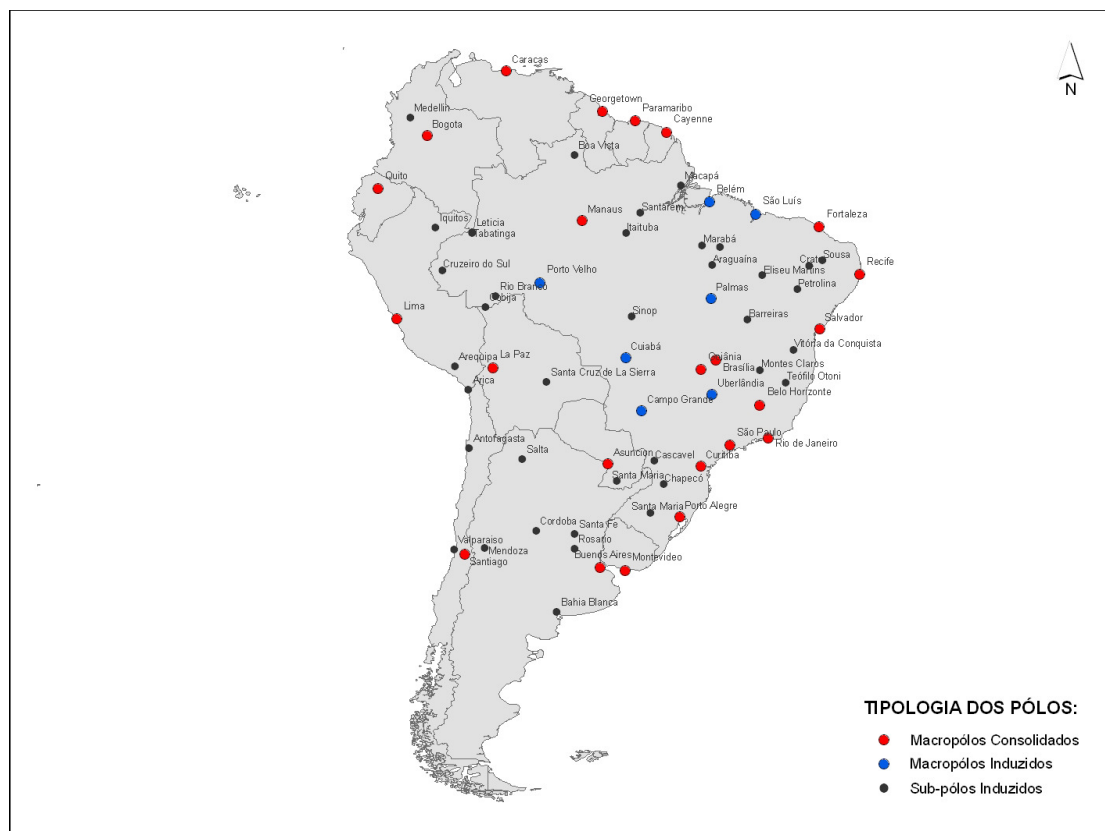 Caracas
N
Georgetown
Medellin
Paramaribo
Bogota
Cayenne
Boa Vista
Quito
Macapá
Belém
São Luís
Manaus
Santarém
Iquitos
Leticia
Tabatinga
Itaituba
Fortaleza
Marabá
Araguaína
Crato
Sousa
Cruzeiro do Sul
Porto Velho
Eliseu Martins
Recife
Petrolina
Rio Branco
Cobija
Palmas
Lima
Sinop
Barreiras
Salvador
Cuiabá
Vitória da Conquista
Arequipa
La Paz
Goiânia
Brasília
Montes Claros
Arica
Santa Cruz de La Sierra
Teófilo Otoni
Uberlândia
Campo Grande
Belo Horizonte
São Paulo
Rio de Janeiro
Antofagasta
Salta
Asuncion
Cascavel
Curitiba
Santa Maria
Chapecó
Santa Maria
Porto Alegre
Cordoba
Santa Fe
Rosario
Valparaiso
Mendoza
Santiago
Buenos Aires
Montevideo
Bahia Blanca
TIPOLOGIA DOS PÓLOS:
Macropólos Consolidados
Macropólos Induzidos
Sub-pólos Induzidos